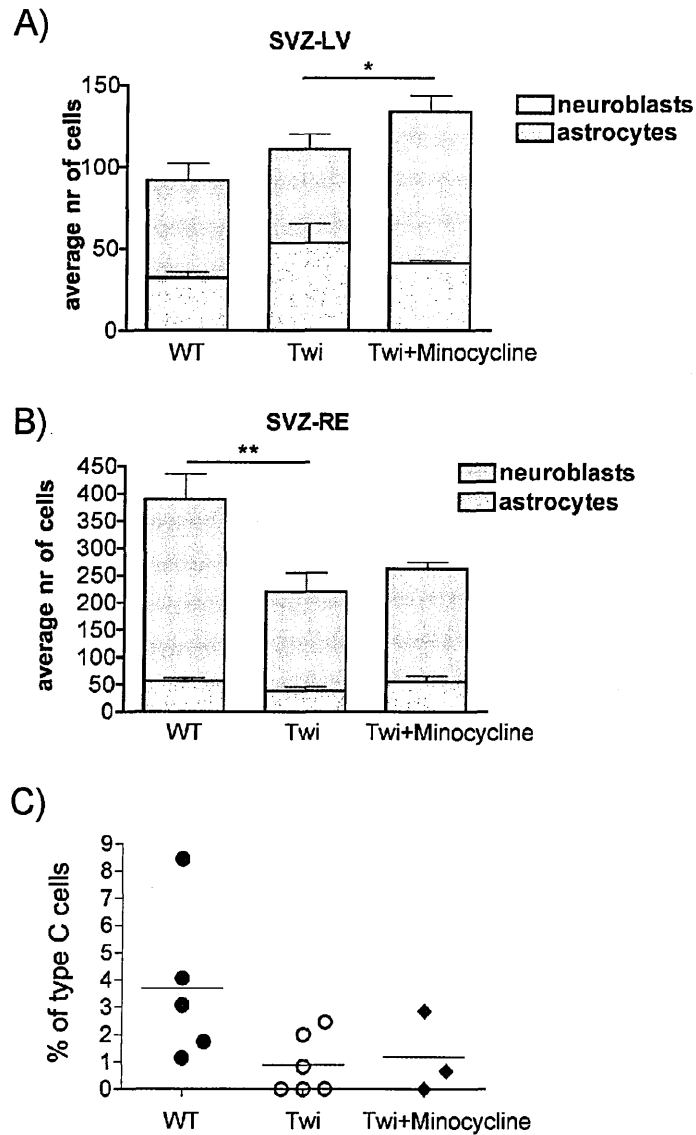 A)
SVZ-LV
*
150
100
50
0
average nr of cells
neuroblasts
astrocytes
WT Twi Twi+Minocycline
B)
SVZ-RE
**
450
400
350
300
250
200
150
100
50
0
average nr of cells
neuroblasts
astrocytes
WT Twi Twi+Minocycline
C)
9
8
7
6
5
4
3
2
1
0
% of type C cells
WT Twi Twi+Minocycline